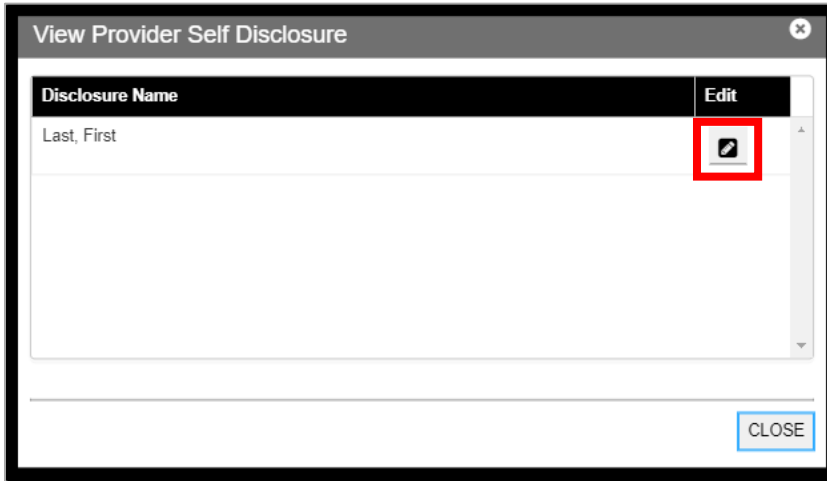 View Provider Self Disclosure
Disclosure Name Edit
Last, First
CLOSE